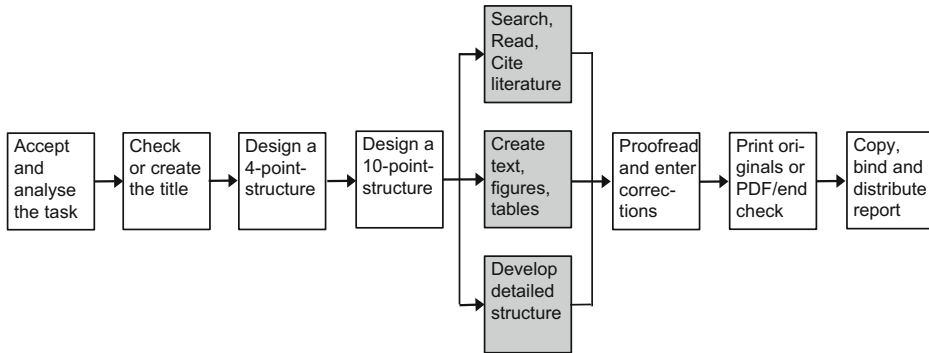 Accept
and
analyse
the task
Check
or create
the title
Design a
4-point-
structure
Design a
10-point-
structure
Search,
Read,
Cite
literature
Create
text,
figures,
tables
Develop
detailed
structure
Proofread
and enter
correc-
tions
Print ori-
ginals or
PDF/end
check
Copy,
bind and
distribute
report